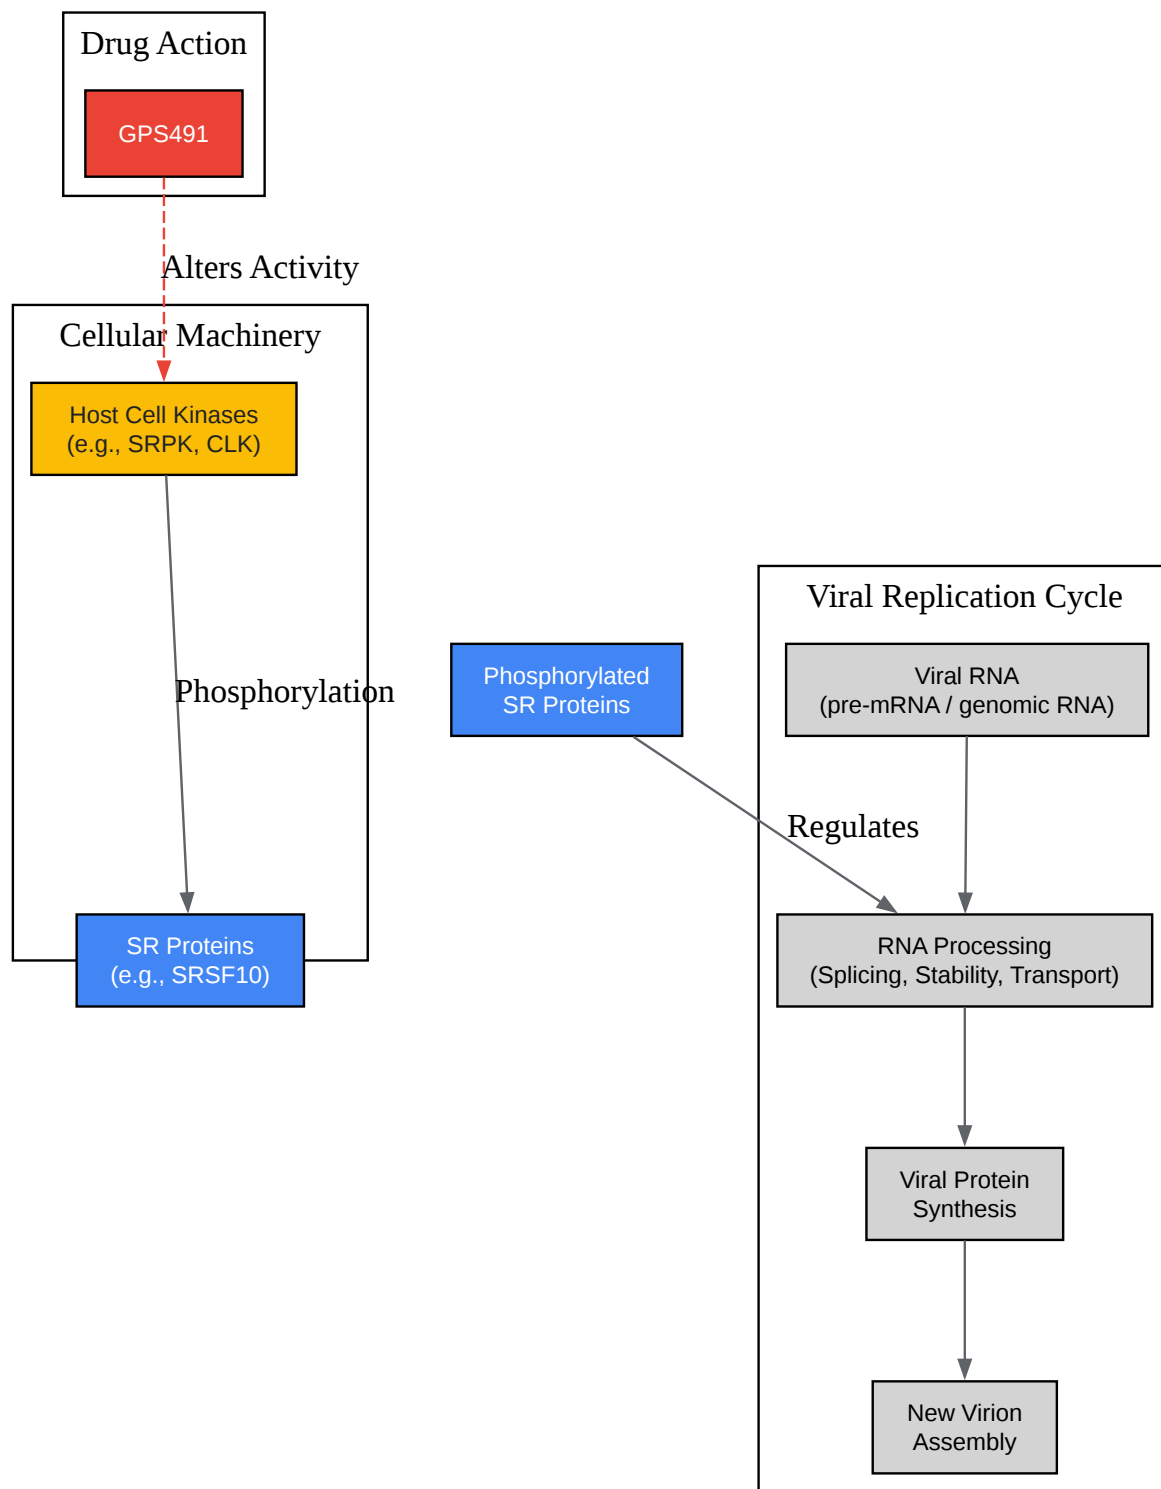 Drug Action
GPS491
Alters Activity
Cellular Machinery
Host Cell Kinases
(e.g., SRPK, CLK)
Phosphorylation
SR Proteins
(e.g., SRSF10)
Phosphorylated
SR Proteins
Regulates
Viral Replication Cycle
Viral RNA
(pre-mRNA / genomic RNA)
RNA Processing
(Splicing, Stability, Transport)
Viral Protein
Synthesis
New Virion
Assembly